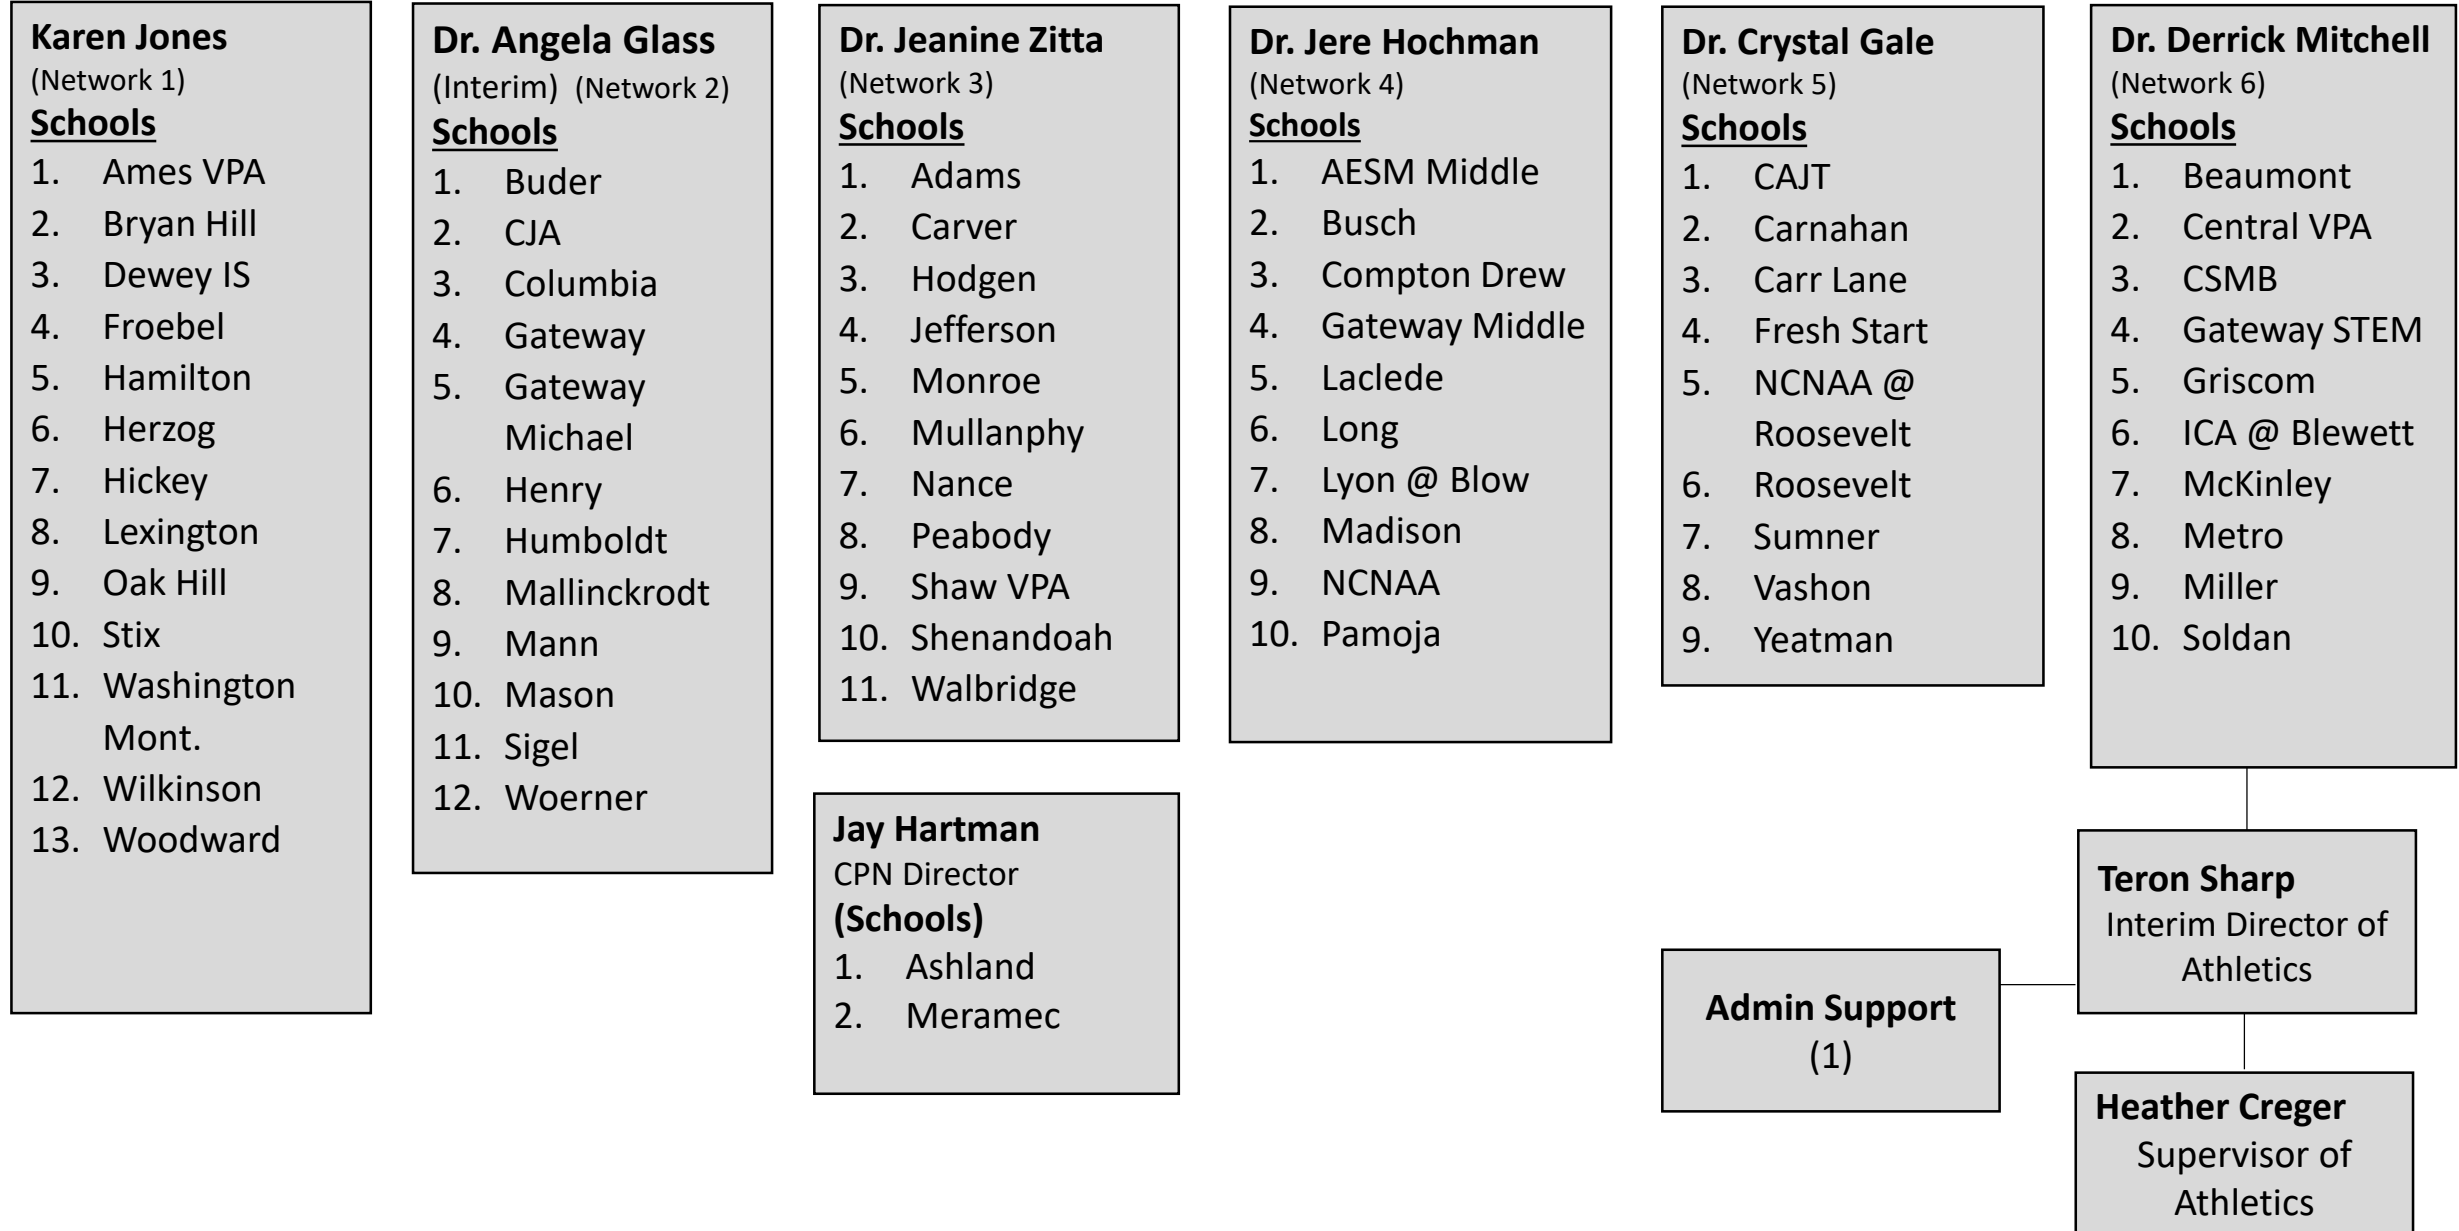 Karen Jones
(Network 1)
Schools
1. Ames VPA
2. Bryan Hill
3. Dewey IS
4. Froebel
5. Hamilton
6. Herzog
7. Hickey
8. Lexington
9. Oak Hill
10. Stix
11. Washington
Mont.
12. Wilkinson
13. Woodward
Dr. Angela Glass
(Interim) (Network 2)
Schools
1. Buder
2. CJA
3. Columbia
4. Gateway
5. Gateway
Michael
6. Henry
7. Humboldt
8. Mallinckrodt
9. Mann
10. Mason
11. Sigel
12. Woerner
Dr. Jeanine Zitta
(Network 3)
Schools
1. Adams
2. Carver
3. Hodgen
4. Jefferson
5. Monroe
6. Mullanphy
7. Nance
8. Peabody
9. Shaw VPA
10. Shenandoah
11. Walbridge
Jay Hartman
CPN Director
(Schools)
1. Ashland
2. Meramec
Dr. Jere Hochman
(Network 4)
Schools
1. AESM Middle
2. Busch
3. Compton Drew
4. Gateway Middle
5. Laclede
6. Long
7. Lyon @ Blow
8. Madison
9. NCNAA
10. Pamoja
Dr. Crystal Gale
(Network 5)
Schools
1. CAJT
2. Carnahan
3. Carr Lane
4. Fresh Start
5. NCNAA @
Roosevelt
6. Roosevelt
7. Sumner
8. Vashon
9. Yeatman
Dr. Derrick Mitchell
(Network 6)
Schools
1. Beaumont
2. Central VPA
3. CSMB
4. Gateway STEM
5. Griscom
6. ICA @ Blewett
7. McKinley
8. Metro
9. Miller
10. Soldan
Teron Sharp
Interim Director of
Athletics
Admin Support
(1)
Heather Creger
Supervisor of
Athletics